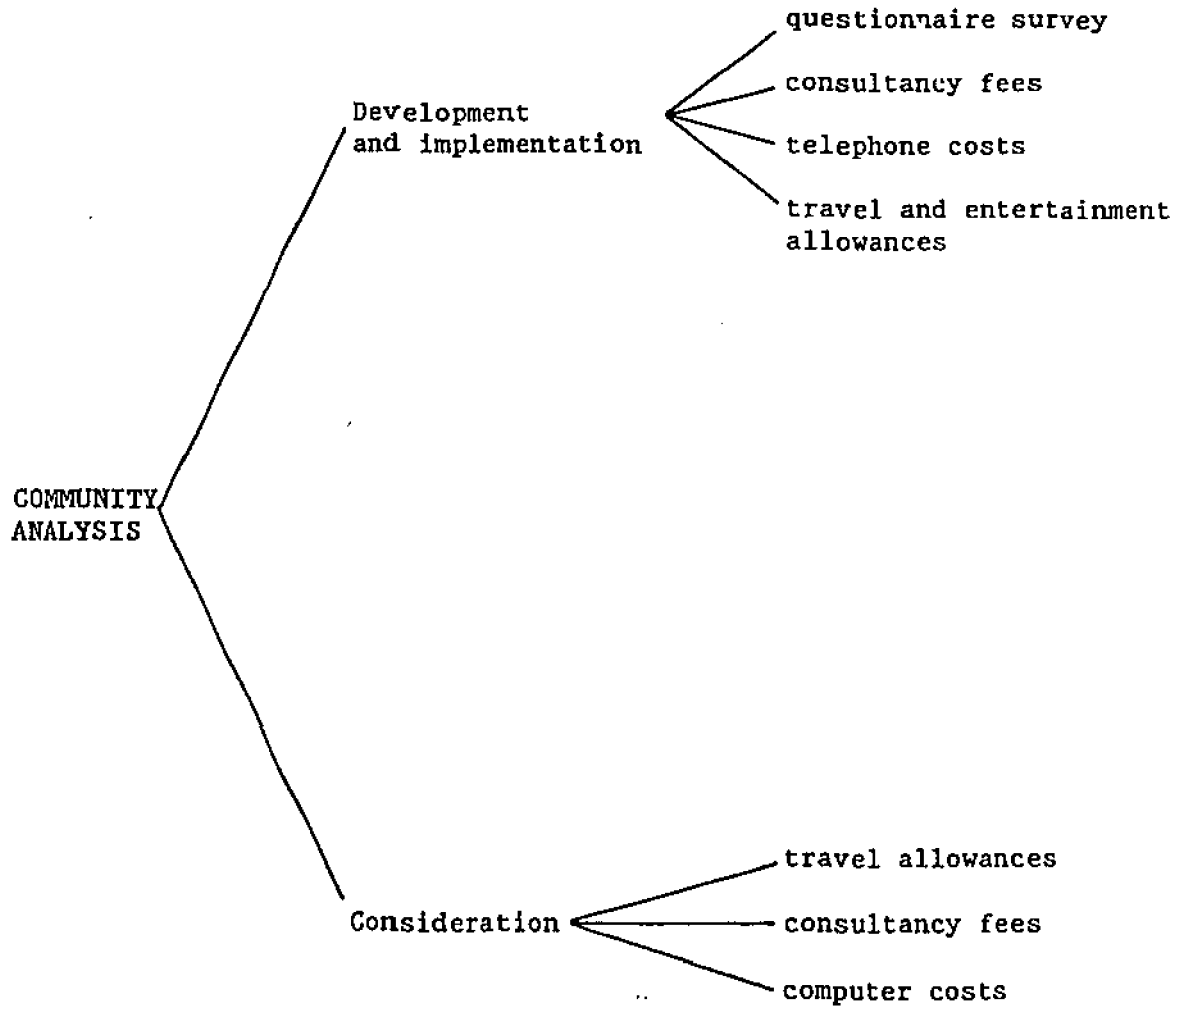 questionnaire survey
consultancy fees
Development
and implementation
telephone costs
travel and entertainment
allowances
COMMUNITY
ANALYSIS
travel allowances
Consideration
consultancy fees
computer costs